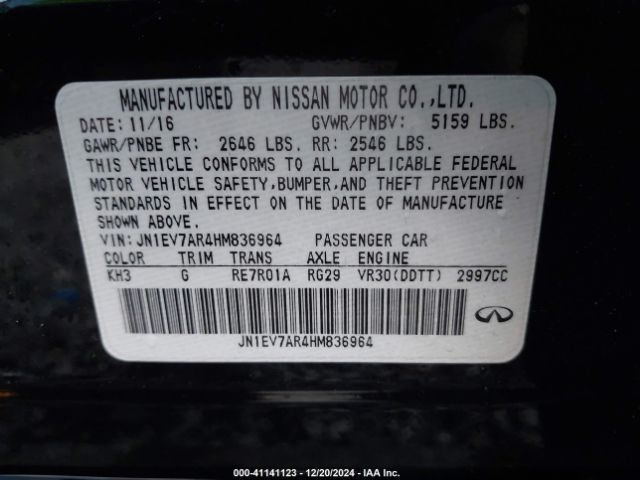 MANUFACTURED BY NISSAN MOTOR CO.,LTD.
DATE: 11/16 GVWR/PNBV: 5159 LBS.
GAWR/PNBE FR: 2646 LBS. RR: 2546 LBS.
THIS VEHICLE CONFORMS TO ALL APPLICABLE FEDERAL
MOTOR VEHICLE SAFETY,BUMPER,AND THEFT PREVENTION
STANDARDS IN EFFECT ON THE DATE OF MANUFACTURE
SHOWN ABOVE.
VIN: JN1EV7AR4HM836964 PASSENGER CAR
COLOR TRIM TRANS AXLE ENGINE
KH3 G RE7R01A RG29 VR30(DDTT) 2997CC
JN1EV7AR4HM836964
000-41141123 - 12/20/2024 - IAA Inc.